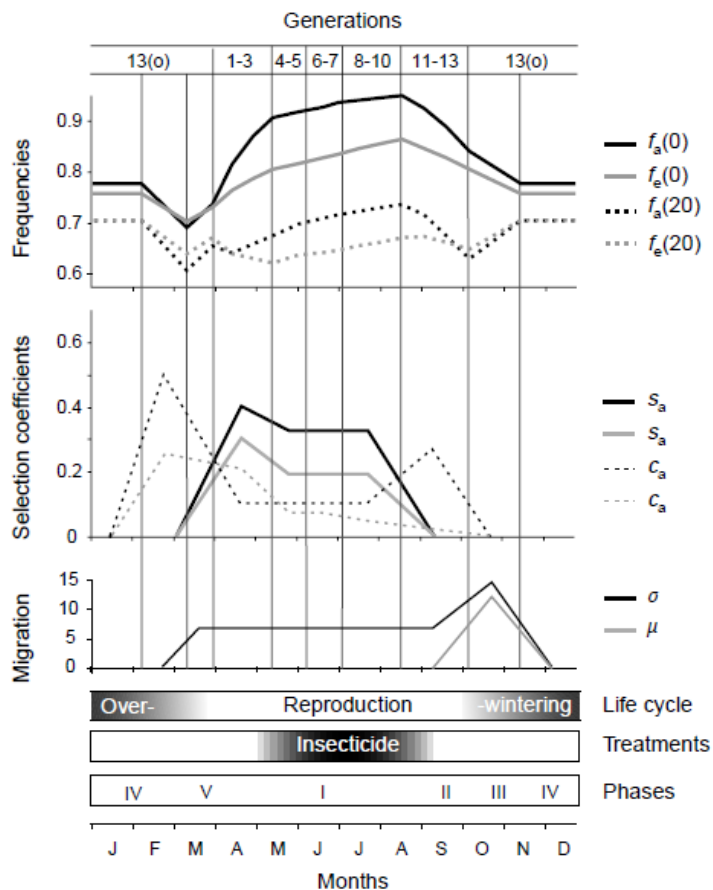 Generations
13(o) 1-3 4-5 6-7 8-10 11-13 13(o)
Frequencies
0.9
0.8
0.7
0.6
fa(0)
fe(0)
fa(20)
fe(20)
Selection coefficients
0.6
0.4
0.2
0
sa
sa
ca
ca
Migration
15
10
5
0
σ
μ
Over- Reproduction -wintering Life cycle
Insecticide Treatments
IV V I II III IV Phases
J F M A M J J A S O N D
Months